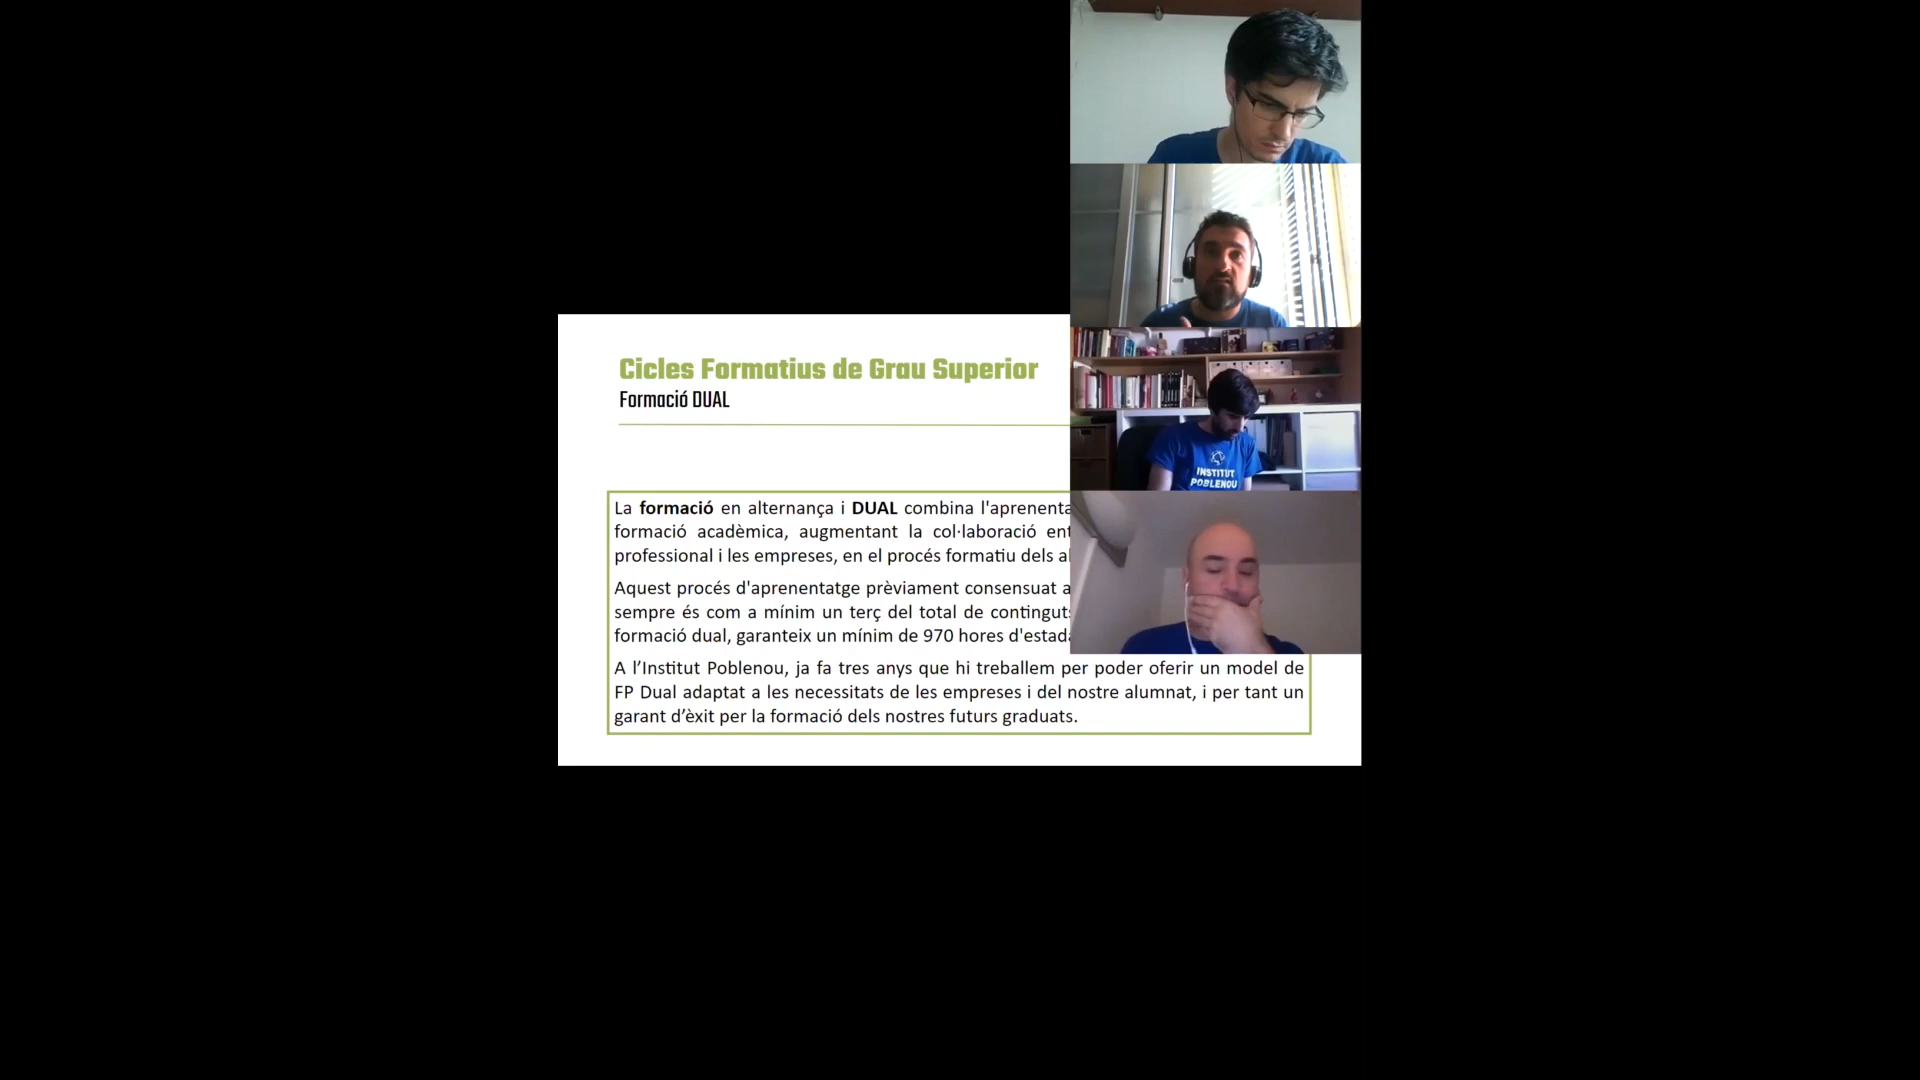 Cicles Formatius de Grau Superior
Formació DUAL
La formació en alternança i DUAL combina
formació acadèmica, augmentant la col·laboració
professional i les empreses, en el procés formatiu dels
Aquest procés d'aprenentatge prèviament consensuat
sempre és com a mínim un terç del total de
formació dual, garanteix un mínim de 970 hores
A l’Institut Poblenou, ja fa tres anys que hi treballem per poder oferir un model de
FP Dual adaptat a les necessitats de les empreses i del nostre alumnat, i per tant un
garant d’èxit per la formació dels nostres futurs graduats.
INSTITUT
POBLENOU